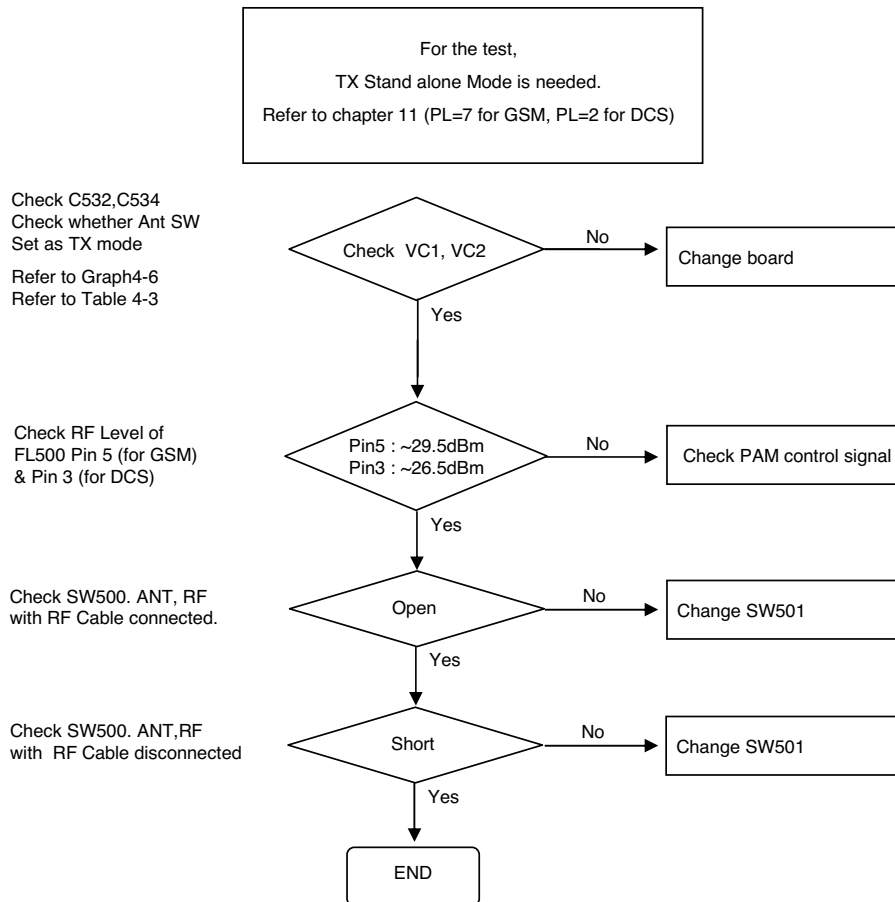 For the test,
TX Stand alone Mode is needed.
Refer to chapter 11 (PL=7 for GSM, PL=2 for DCS)
Check C532,C534
Check whether Ant SW
Set as TX mode
Refer to Graph4-6
Refer to Table 4-3
Check VC1, VC2
No
Change board
Yes
Check RF Level of
FL500 Pin 5 (for GSM)
& Pin 3 (for DCS)
Pin5 : ~29.5dBm
Pin3 : ~26.5dBm
No
Check PAM control signal
Yes
Check SW500. ANT, RF
with RF Cable connected.
Open
No
Change SW501
Yes
Check SW500. ANT,RF
with RF Cable disconnected
Short
No
Change SW501
Yes
END